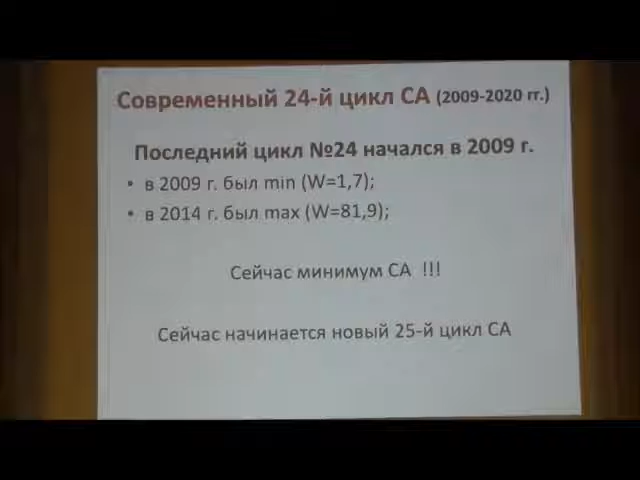 Современный 24-й цикл СА (2009-2020 гг.)
Последний цикл №24 начался в 2009 г.
• в 2009 г. был min (W=1,7);
• в 2014 г. был max (W=81,9);
Сейчас минимум СА !!!
Сейчас начинается новый 25-й цикл СА